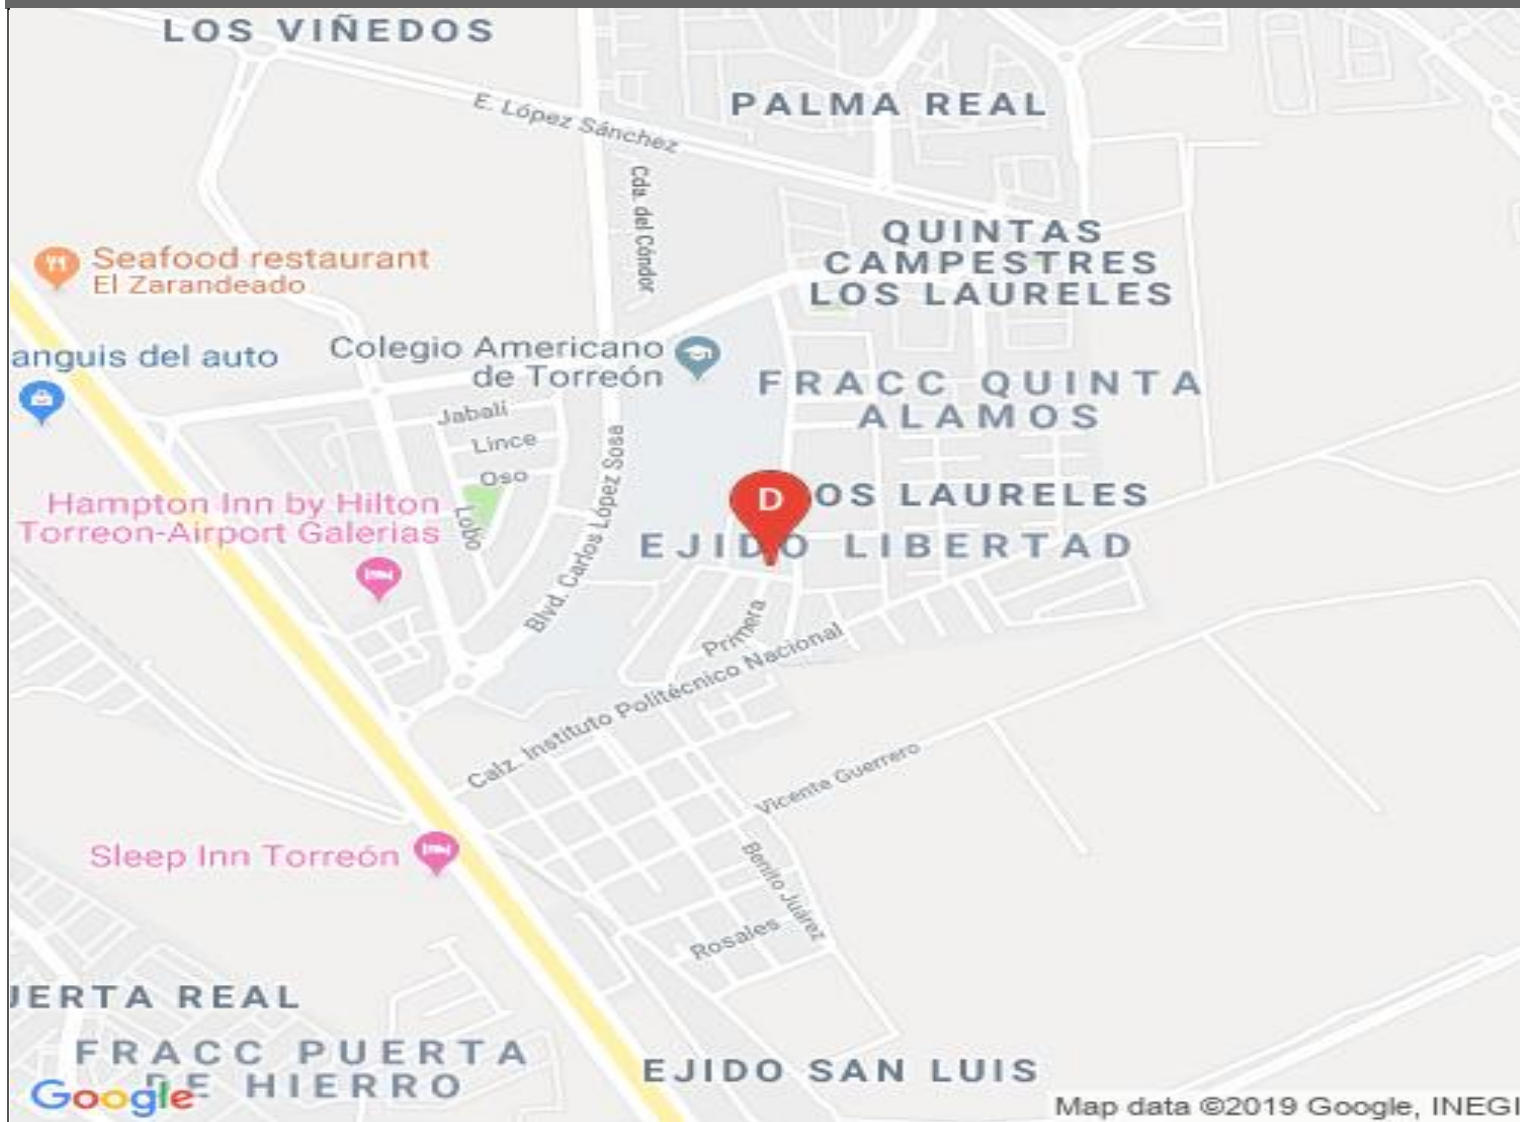 LOS VIÑEDOS
PALMA REAL
E. López Sánchez
Cda. del Cóndor
QUINTAS
CAMPESTRES
LOS LAURELES
Seafood restaurant
El Zarandeado
anguis del auto
Colegio Americano
de Torreón
FRACC QUINTA
ALAMOS
Jabalí
Lince
Oso
Lobo
Blvd. Carlos López Sosa
Hampton Inn by Hilton
Torreon-Airport Galerias
D
OS LAURELES
EJIDO LIBERTAD
Primera
Calz. Instituto Politécnico Nacional
Vicente Guerrero
Sleep Inn Torreón
Benito Juárez
Rosales
UERTA REAL
FRACC PUERTA
DE HIERRO
EJIDO SAN LUIS
Google
Map data ©2019 Google, INEGI